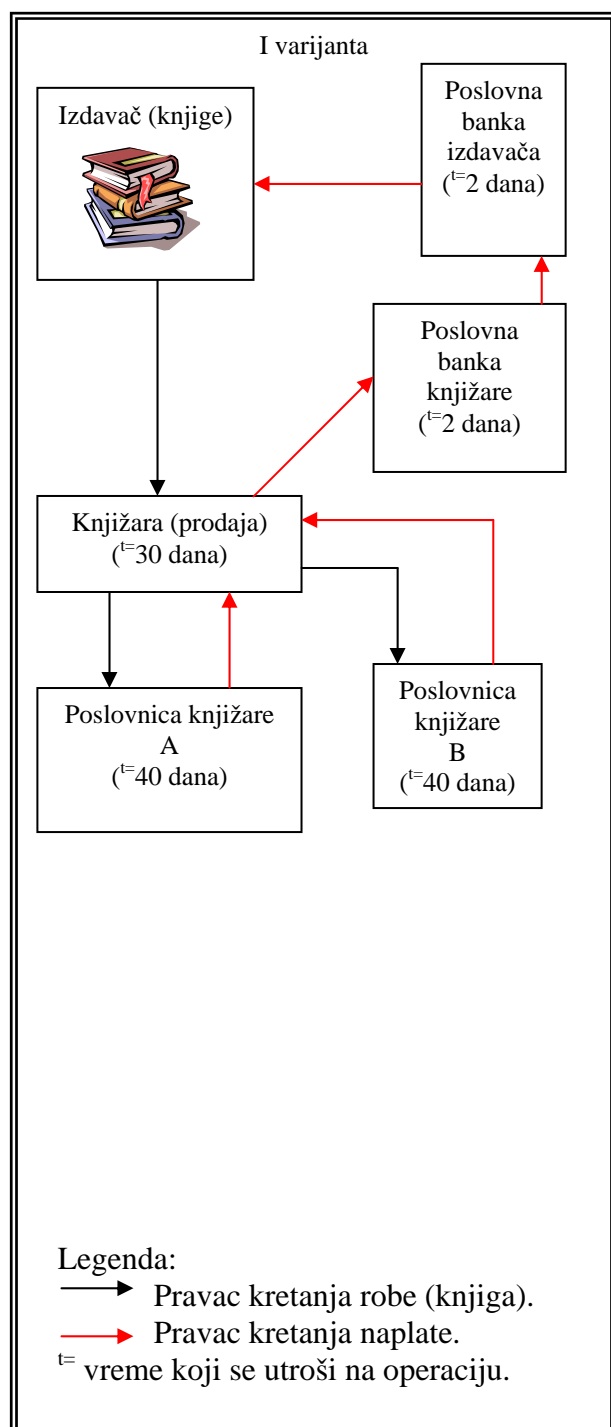 I varijanta
Izdavač (knjige)
Poslovna
banka
izdavača
(t=2 dana)
Poslovna
banka
knjižare
(t=2 dana)
Knjižara (prodaja)
(t=30 dana)
Poslovnica knjižare
A
(t=40 dana)
Poslovnica
knjižare
B
(t=40 dana)
Legenda:
Pravac kretanja robe (knjiga).
Pravac kretanja naplate.
t= vreme koji se utroši na operaciju.